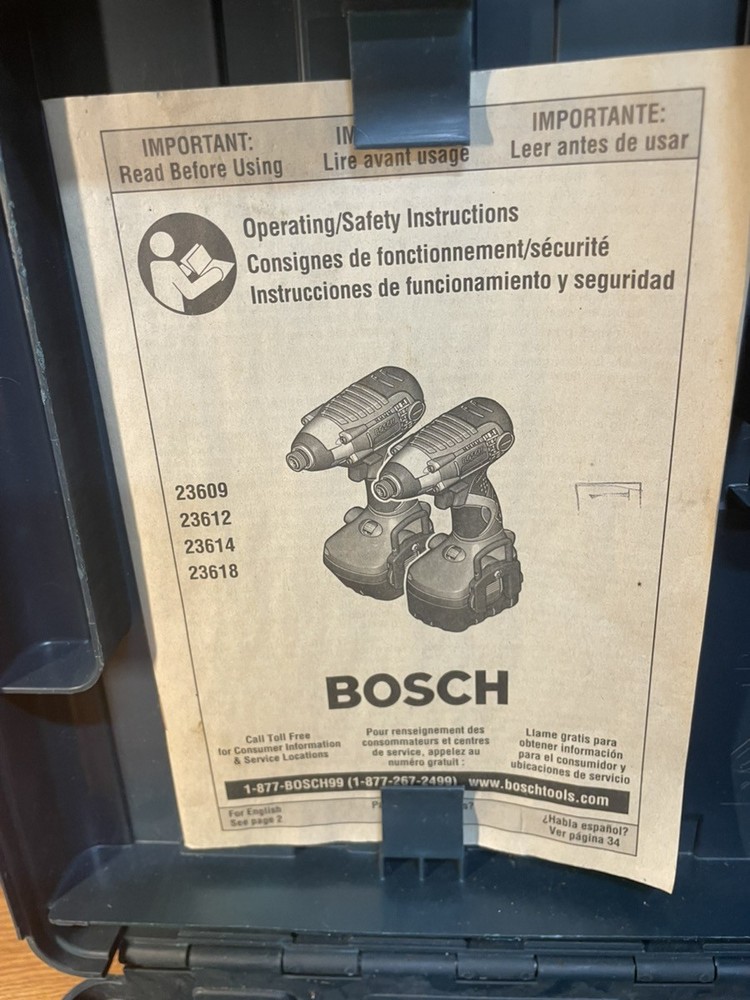 IMPORTANT:
Read Before Using
IM
Lire avant usage
IMPORTANTE:
Leer antes de usar
Operating/Safety Instructions
Consignes de fonctionnement/sécurité
Instrucciones de funcionamiento y seguridad
23609
23612
23614
23618
BOSCH
Call Toll Free
for Consumer Information
& Service Locations
Pour renseignement des
consommateurs et centres
de service, appelez au
numéro gratuit :
Llame gratis para
obtener información
para el consumidor y
ubicaciones de servicio
1-877-BOSCH99 (1-877-267-2499) www.boschtools.com
For English
See page 2
¿Habla español?
Ver página 34